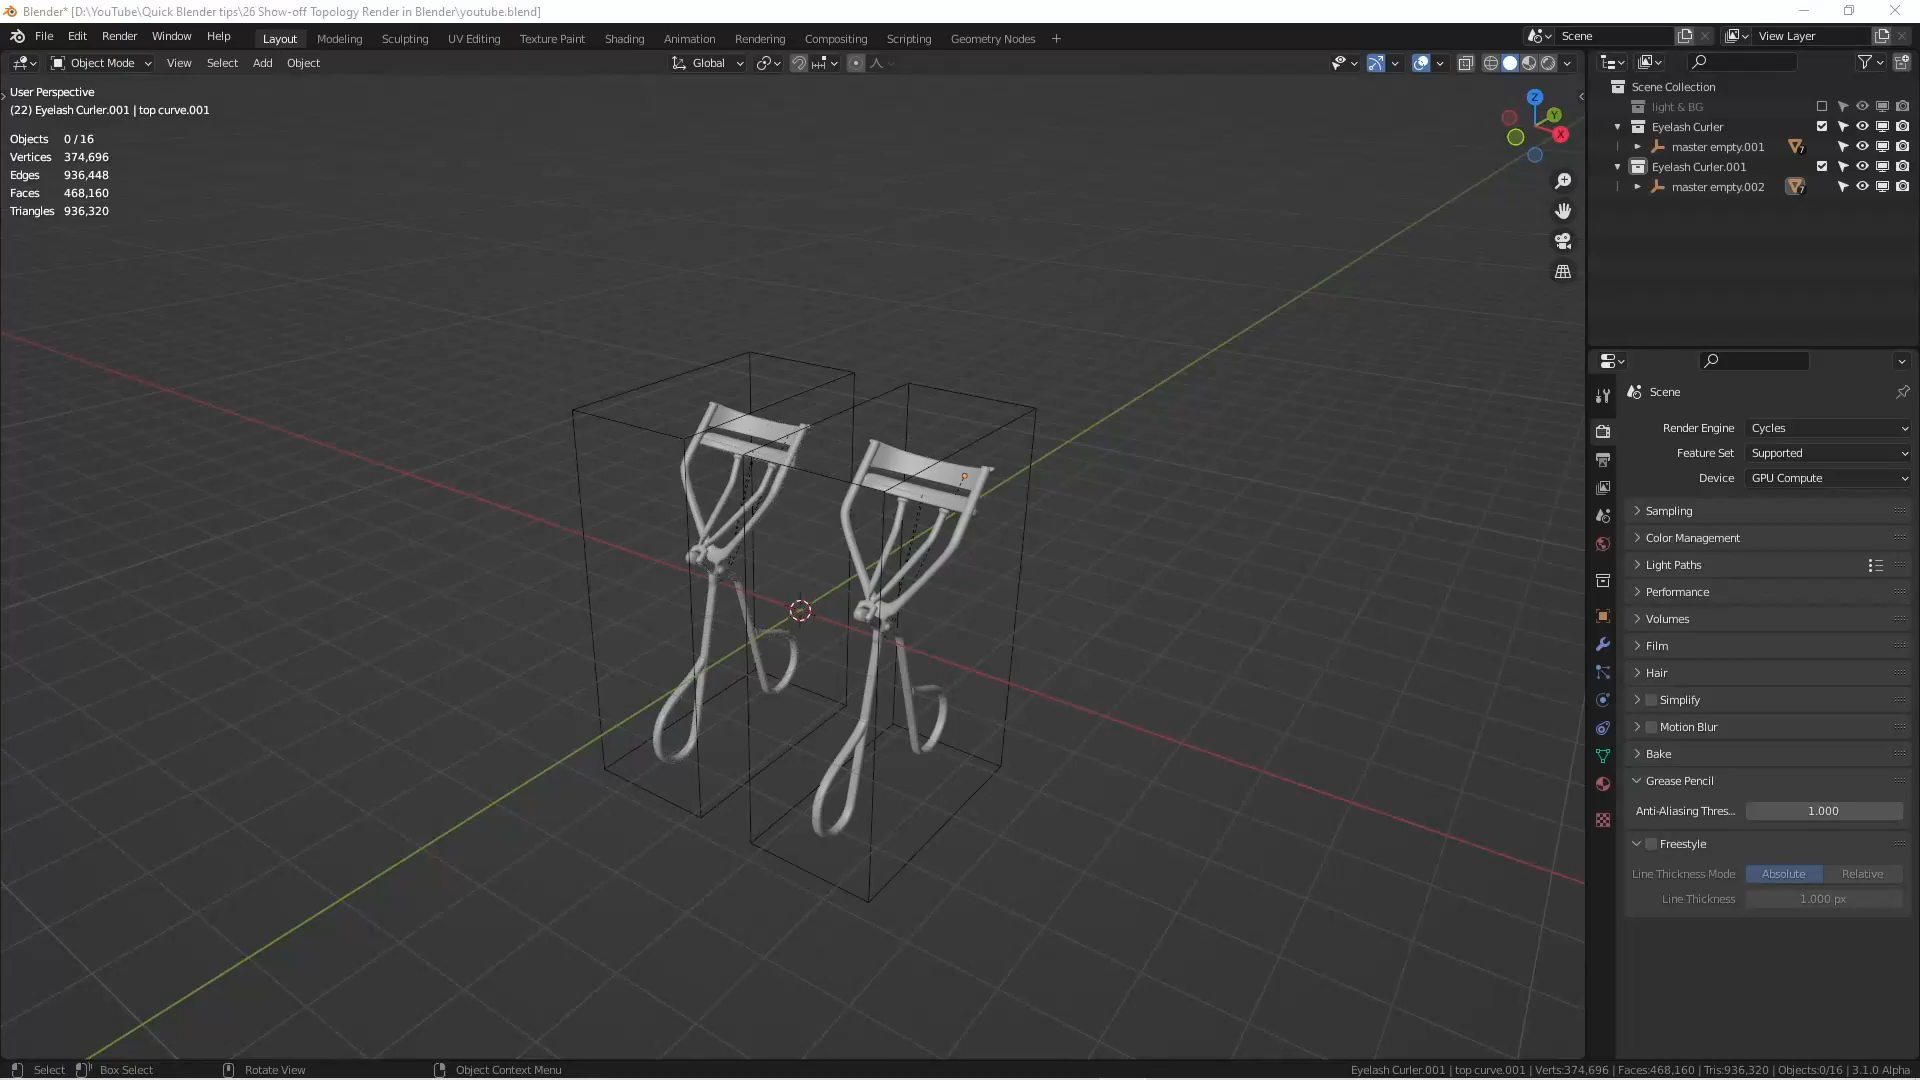 Blender* [D:\YouTube\Quick Blender tips\26 Show-off Topology Render in Blender\youtube.blend]
File Edit Render Window Help Layout Modeling Sculpting UV Editing Texture Paint Shading Animation Rendering Compositing Scripting Geometry Nodes + Scene View Layer
Object Mode View Select Add Object Global
User Perspective
(22) Eyelash Curler.001 | top curve.001
Objects 0/16
Vertices 374,696
Edges 936,448
Faces 468,160
Triangles 936,320
Z
Y
X
Scene Collection
light & BG
Eyelash Curler
master empty.001 7
Eyelash Curler.001
master empty.002 7
Scene
Render Engine Cycles
Feature Set Supported
Device GPU Compute
Sampling
Color Management
Light Paths
Performance
Volumes
Film
Hair
Simplify
Motion Blur
Bake
Grease Pencil
Anti-Aliasing Thres... 1.000
Freestyle
Line Thickness Mode Absolute Relative
Line Thickness 1.000 px
Select Box Select Rotate View Object Context Menu Eyelash Curler.001 | top curve.001 | Verts:374,696 | Faces:468,160 | Tris:936,320 | Objects:0/16 | 3.1.0 Alpha